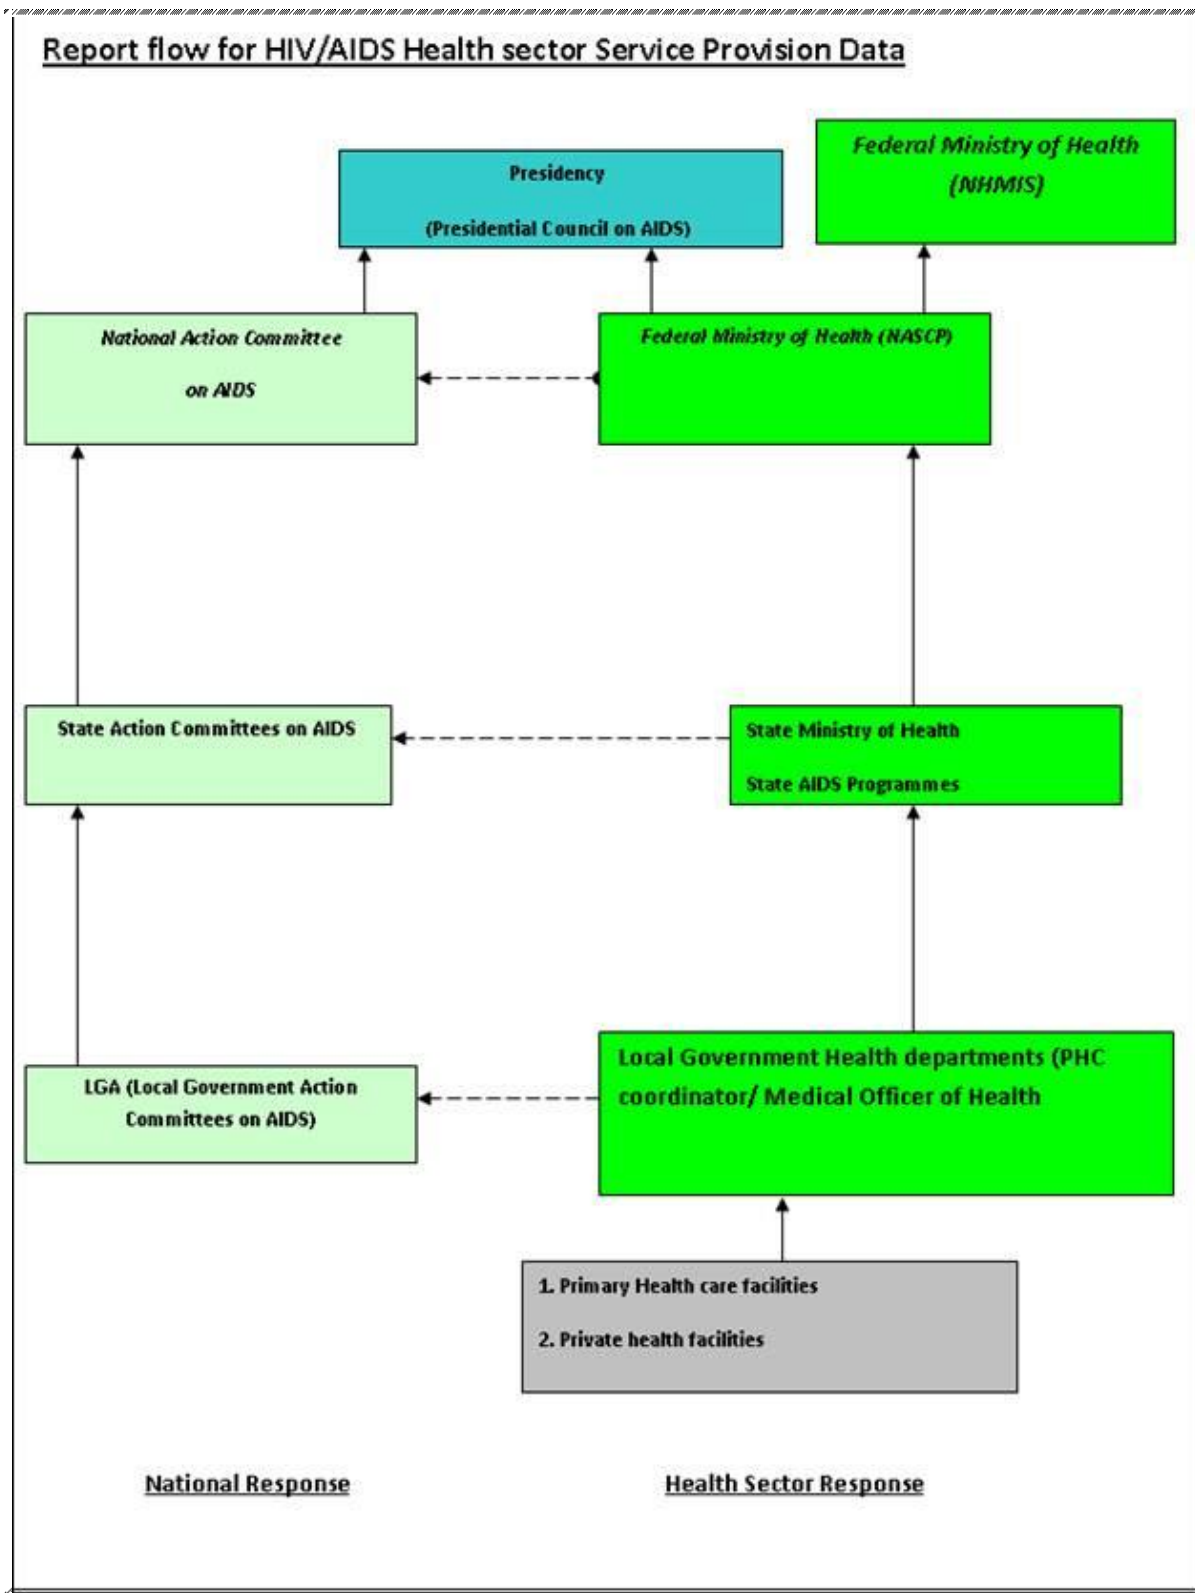 Report flow for HIV/AIDS Health sector Service Provision Data
Federal Ministry of Health
(NHMIS)
Presidency
(Presidential Council on AIDS)
National Action Committee
on AIDS
Federal Ministry of Health (NASCP)
State Action Committees on AIDS
State Ministry of Health
State AIDS Programmes
LGA (Local Government Action
Committees on AIDS)
Local Government Health departments (PHC
coordinator/ Medical Officer of Health
1. Primary Health care facilities
2. Private health facilities
National Response
Health Sector Response